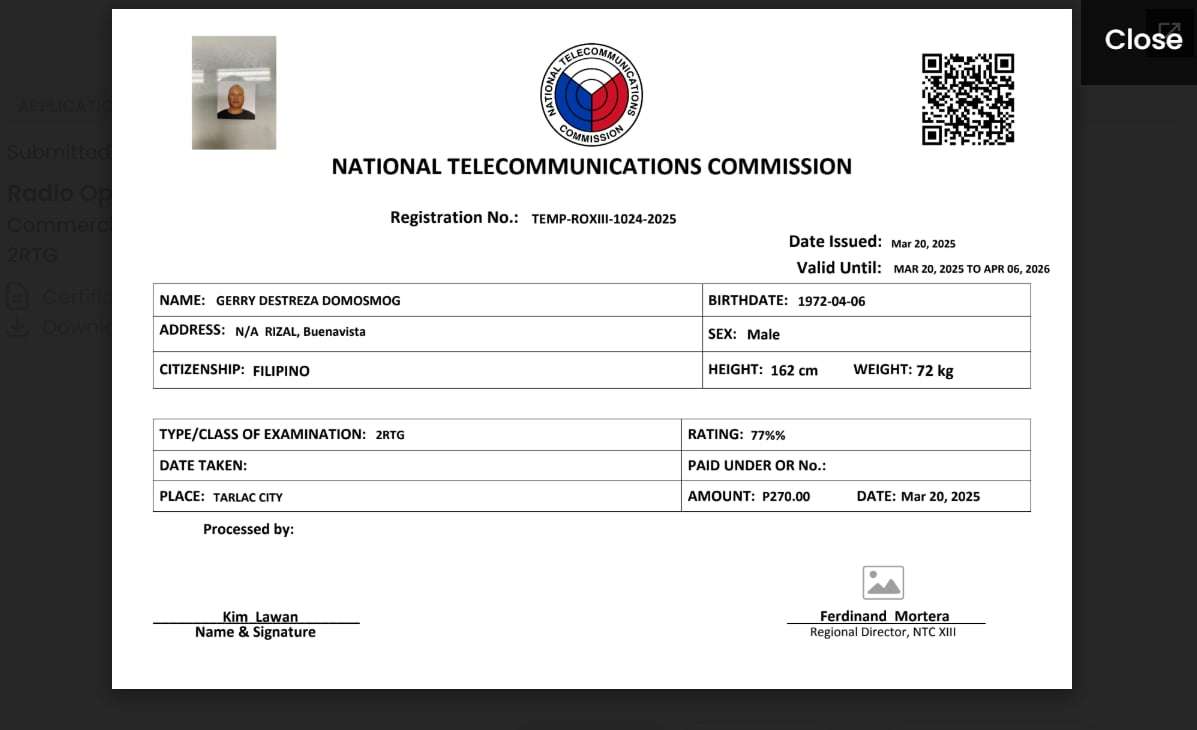 Close
NATIONAL TELECOMMUNICATIONS
COMMISSION
NATIONAL TELECOMMUNICATIONS COMMISSION
Registration No.: TEMP-ROXIII-1024-2025
Date Issued: Mar 20, 2025
Valid Until: MAR 20, 2025 TO APR 06, 2026
NAME: GERRY DESTREZA DOMOSMOG BIRTHDATE: 1972-04-06
ADDRESS: N/A RIZAL, Buenavista SEX: Male
CITIZENSHIP: FILIPINO HEIGHT: 162 cm WEIGHT: 72 kg
TYPE/CLASS OF EXAMINATION: 2RTG RATING: 77%%
DATE TAKEN: PAID UNDER OR No.:
PLACE: TARLAC CITY AMOUNT: P270.00 DATE: Mar 20, 2025
Processed by:
Kim Lawan Ferdinand Mortera
Name & Signature Regional Director, NTC XIII
APPLICATIO
Submitted
Radio Op
Commerc
2RTG
Certific
Downlo